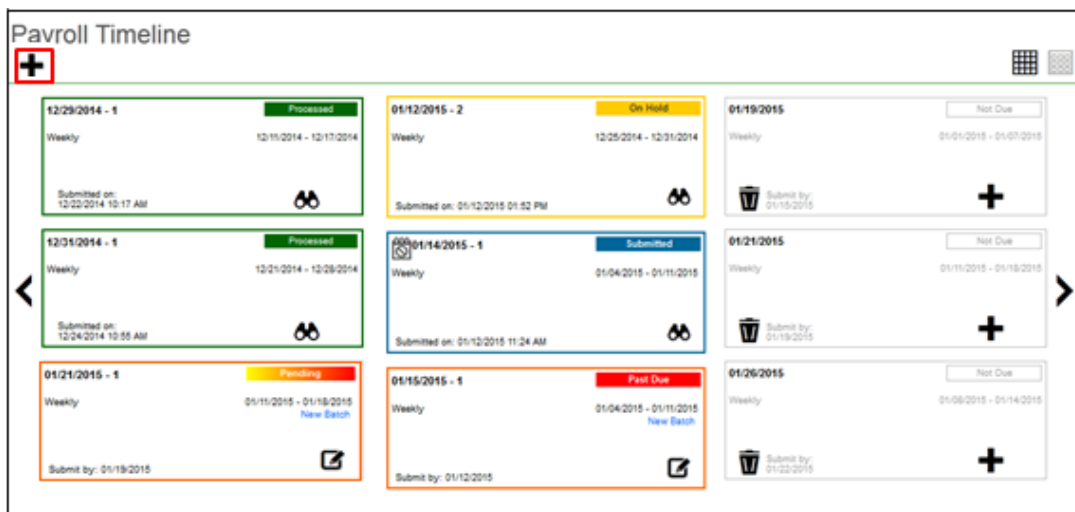 Payroll Timeline
12/29/2014 - 1 Processed
Weekly 12/11/2014 - 12/17/2014
Submitted on:
12/22/2014 10:17 AM
01/12/2015 - 2 On Hold
Weekly 12/25/2014 - 12/31/2014
Submitted on: 01/12/2015 01:52 PM
01/19/2015 Not Due
Weekly 01/01/2015 - 01/07/2015
Submit by:
01/15/2015
12/31/2014 - 1 Processed
Weekly 12/21/2014 - 12/28/2014
Submitted on:
12/24/2014 10:55 AM
01/14/2015 - 1 Submitted
Weekly 01/04/2015 - 01/11/2015
Submitted on: 01/12/2015 11:24 AM
01/21/2015 Not Due
Weekly 01/11/2015 - 01/18/2015
Submit by:
01/19/2015
01/21/2015 - 1 Pending
Weekly 01/11/2015 - 01/18/2015
New Batch
Submit by: 01/19/2015
01/15/2015 - 1 Past Due
Weekly 01/04/2015 - 01/11/2015
New Batch
Submit by: 01/12/2015
01/26/2015 Not Due
Weekly 01/08/2015 - 01/14/2015
Submit by:
01/22/2015